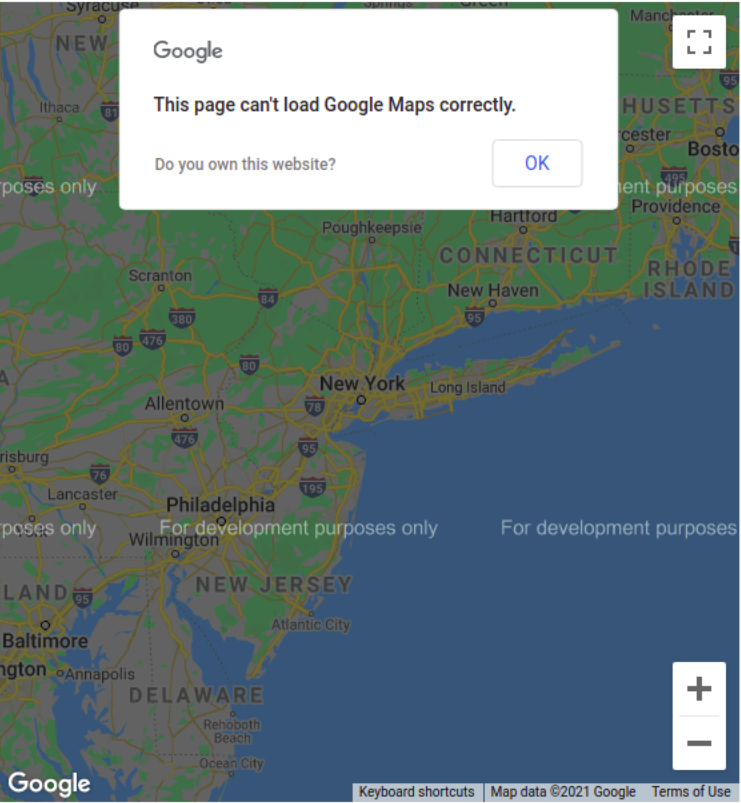 Syracuse
Springs
Green
Manchester
NEW
Google
Ithaca
81
95
This page can't load Google Maps correctly.
HUSETTS
rcester
Bosto
Do you own this website?
OK
495
rposes only
ent purposes
Providence
Hartford
Poughkeepsie
CONNECTICUT
RHODE
ISLAND
Scranton
New Haven
84
380
95
476
80
80
New York
Long Island
A
Allentown
78
476
95
risburg
76
195
Lancaster
Philadelphia
rposes only
For development purposes only
For development purposes
Wilmington
NEW JERSEY
LAND
95
Atlantic City
Baltimore
ngton
Annapolis
DELAWARE
Rehoboth
Beach
Ocean City
Google
Keyboard shortcuts
Map data ©2021 Google
Terms of Use